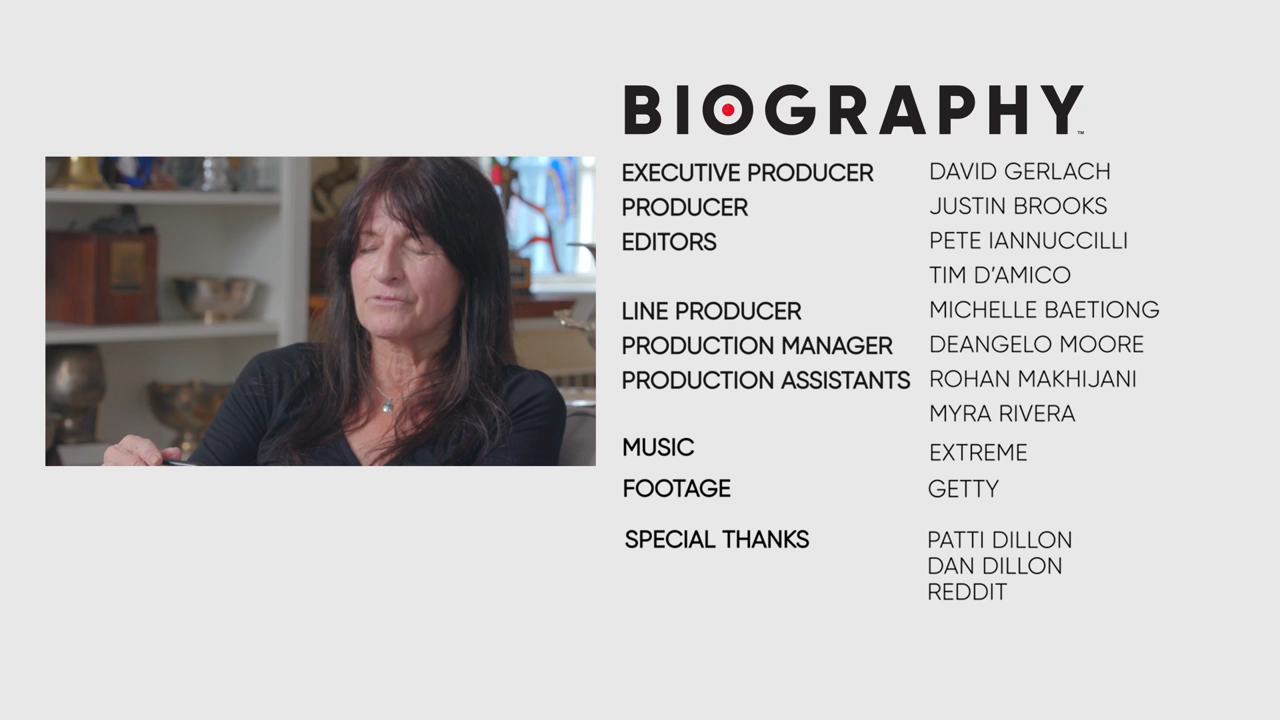 BIOGRAPHY™
EXECUTIVE PRODUCER DAVID GERLACH
PRODUCER JUSTIN BROOKS
EDITORS PETE IANNUCCILLI
TIM D'AMICO
LINE PRODUCER MICHELLE BAETIONG
PRODUCTION MANAGER DEANGELO MOORE
PRODUCTION ASSISTANTS ROHAN MAKHIJANI
MYRA RIVERA
MUSIC EXTREME
FOOTAGE GETTY
SPECIAL THANKS PATTI DILLON
DAN DILLON
REDDIT